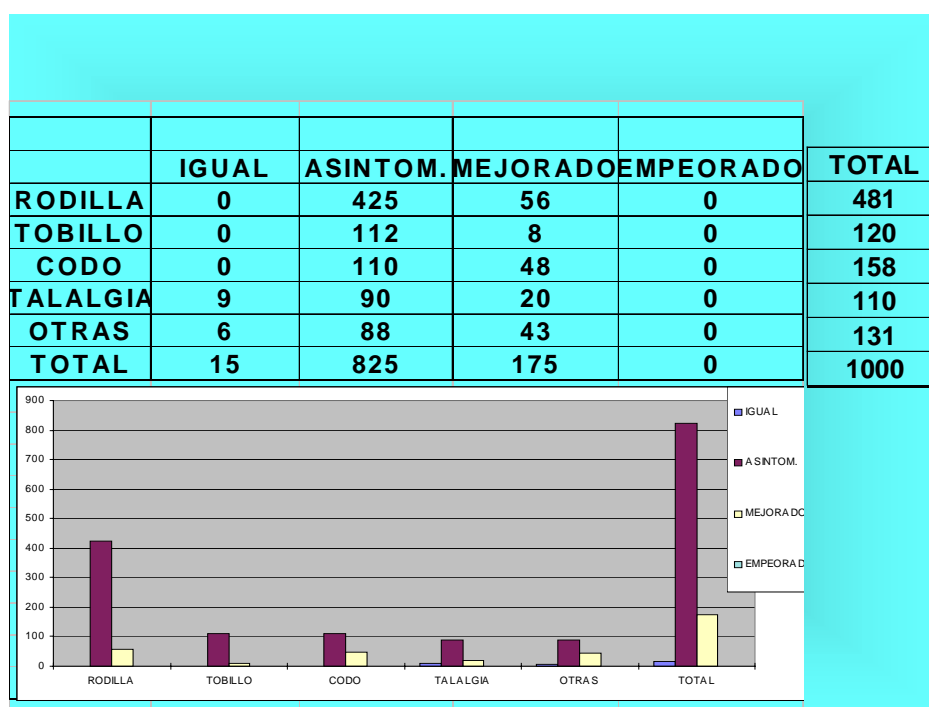 IGUAL ASINTOM. MEJORADO EMPEORADO TOTAL
RODILLA 0 425 56 0 481
TOBILLO 0 112 8 0 120
CODO 0 110 48 0 158
TALALGIA 9 90 20 0 110
OTRAS 6 88 43 0 131
TOTAL 15 825 175 0 1000
900
800
700
600
500
400
300
200
100
0
RODILLA TOBILLO CODO TALALGIA OTRAS TOTAL
IGUAL
ASINTOM.
MEJORADO
EMPEORAD